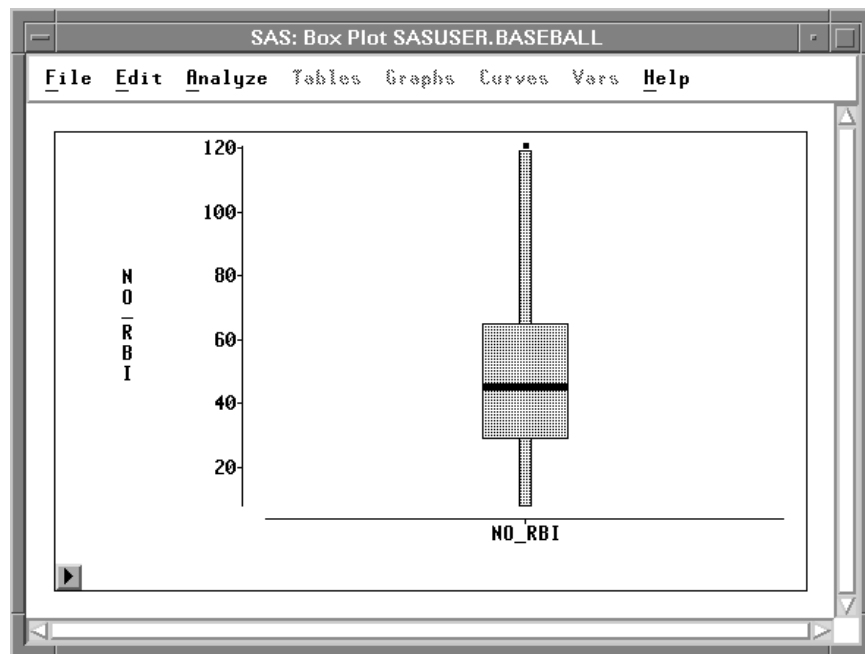 SAS: Box Plot SASUSER.BASEBALL
File Edit Analyze Tables Graphs Curves Vars Help
120
100
80
60
40
20
NO_RBI
NO_RBI